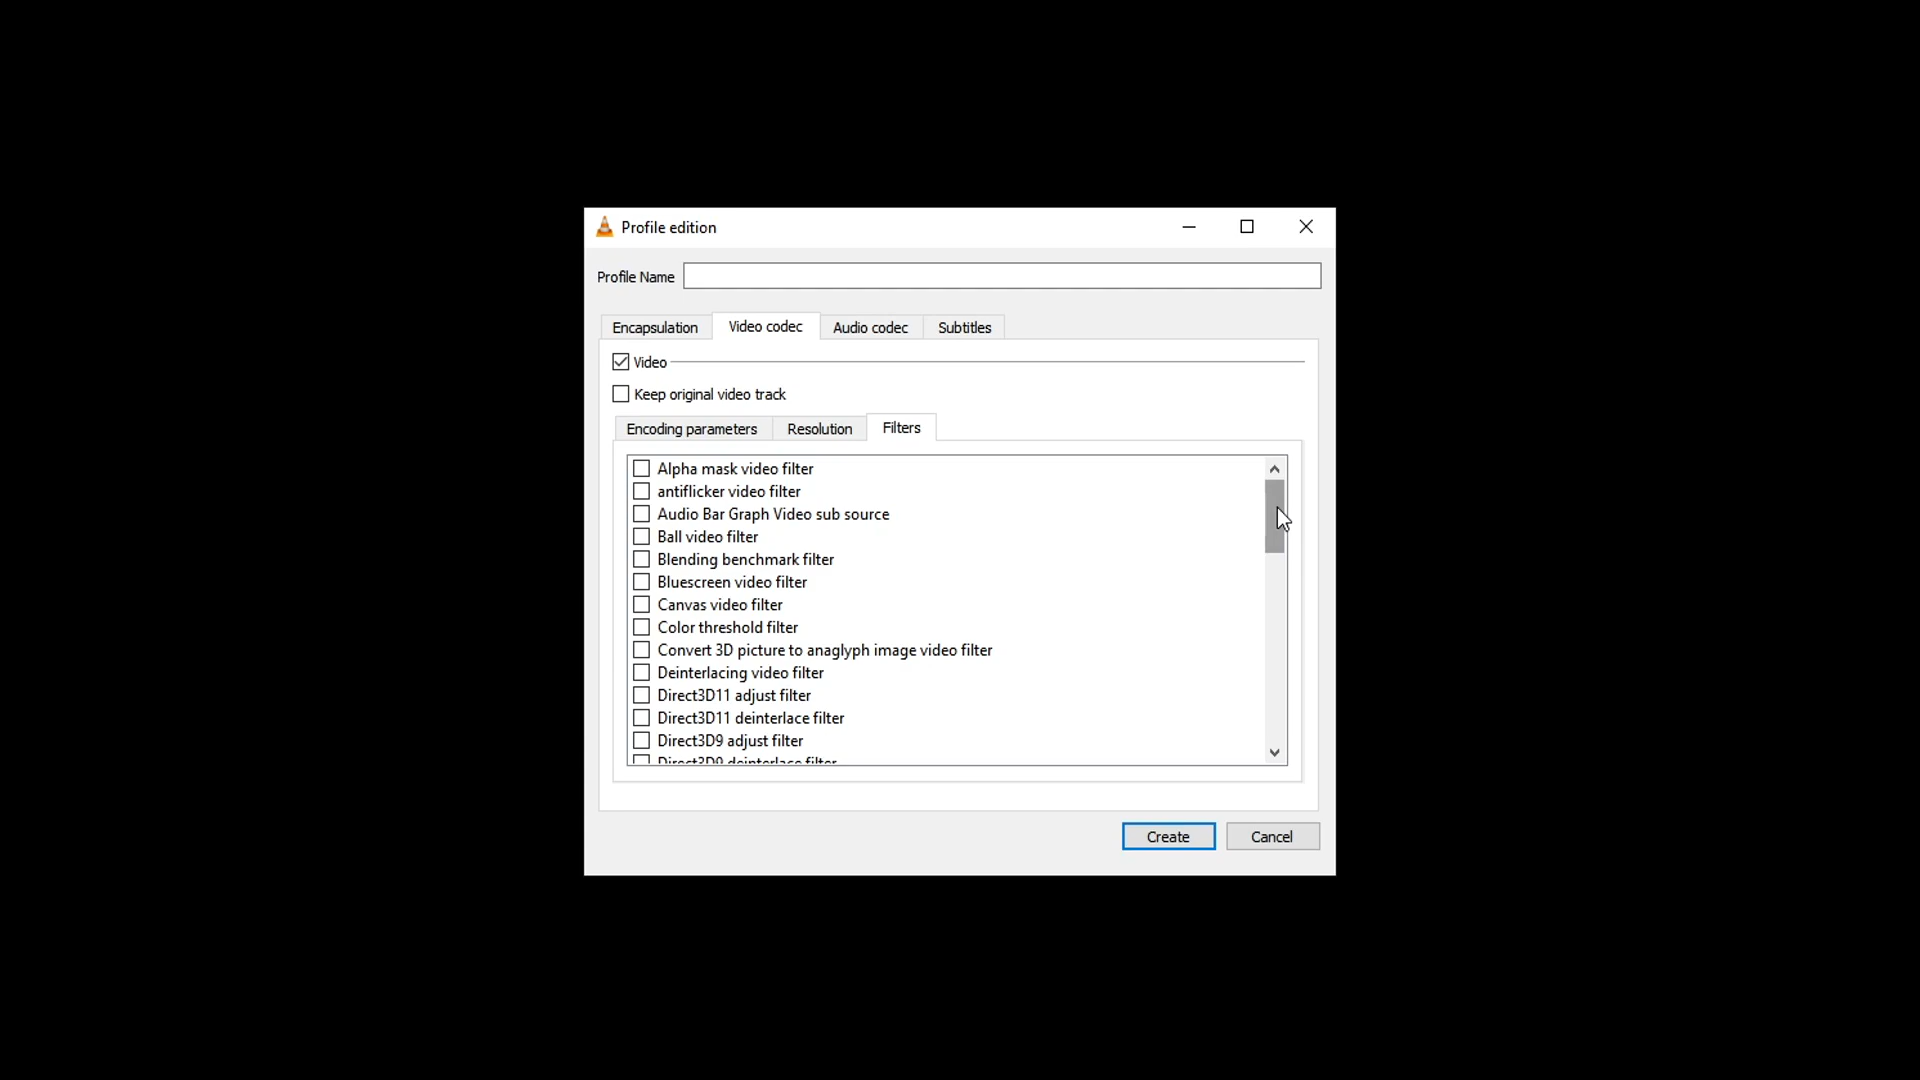 Profile edition
Profile Name
Encapsulation Video codec Audio codec Subtitles
Video
Keep original video track
Encoding parameters Resolution Filters
Alpha mask video filter
antiflicker video filter
Audio Bar Graph Video sub source
Ball video filter
Blending benchmark filter
Bluescreen video filter
Canvas video filter
Color threshold filter
Convert 3D picture to anaglyph image video filter
Deinterlacing video filter
Direct3D11 adjust filter
Direct3D11 deinterlace filter
Direct3D9 adjust filter
Direct3D9 deinterlace filter
Create Cancel